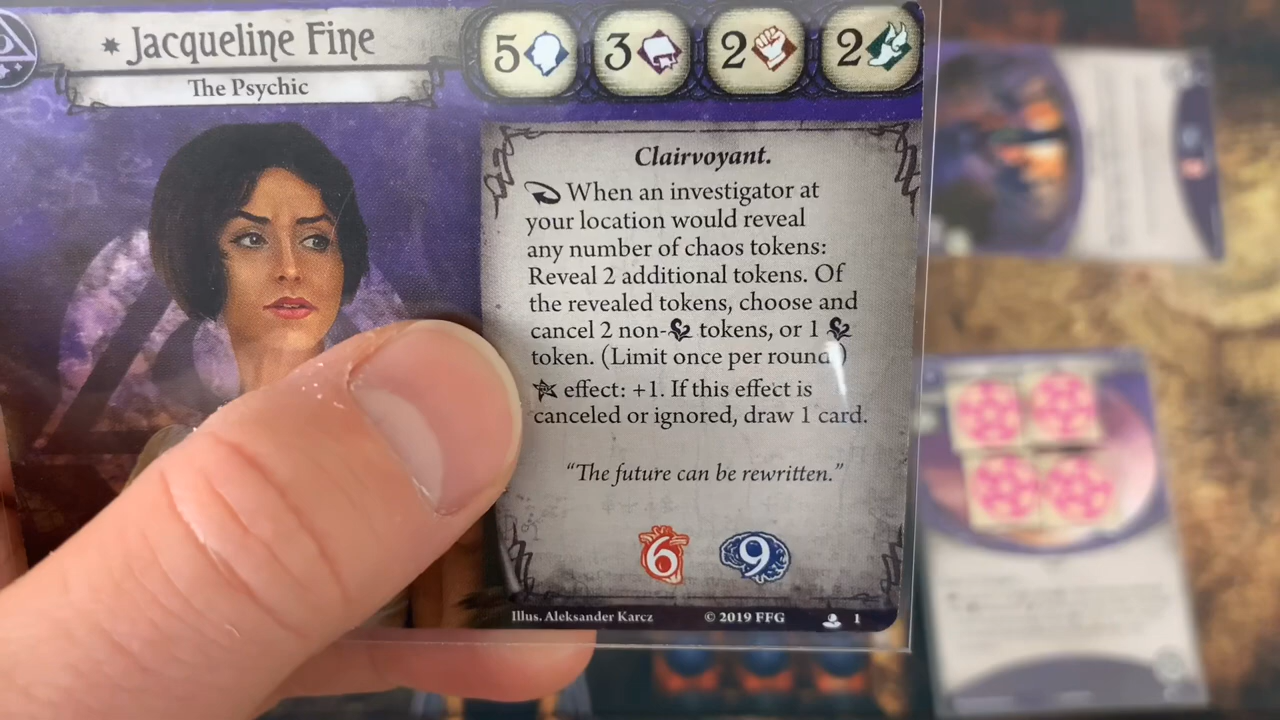 Jacqueline Fine
The Psychic
5 3 2 2
Clairvoyant.
When an investigator at
your location would reveal
any number of chaos tokens:
Reveal 2 additional tokens. Of
the revealed tokens, choose and
cancel 2 non- tokens, or 1
token. (Limit once per round.)
effect: +1. If this effect is
canceled or ignored, draw 1 card.
“The future can be rewritten.”
6 9
Illus. Aleksander Karcz © 2019 FFG 1